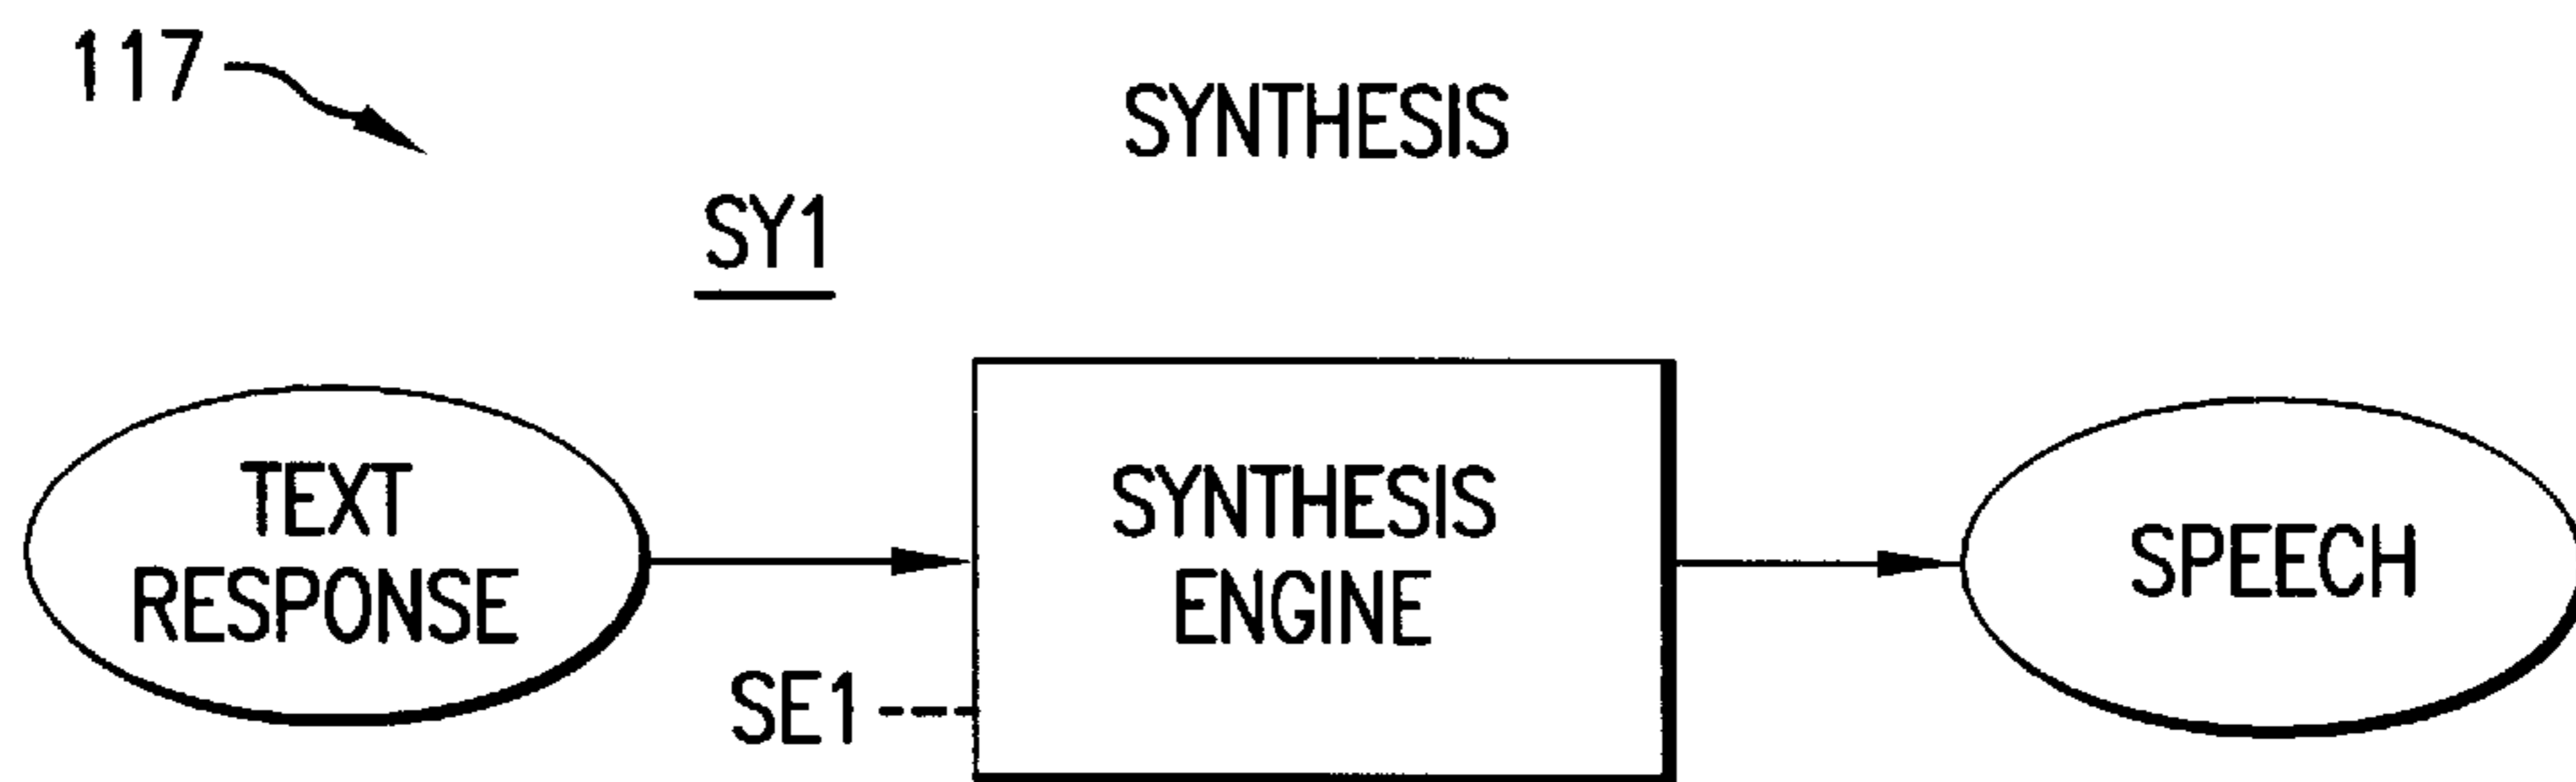 117
SYNTHESIS
SY1
TEXT
RESPONSE
SYNTHESIS
ENGINE
SPEECH
SE1